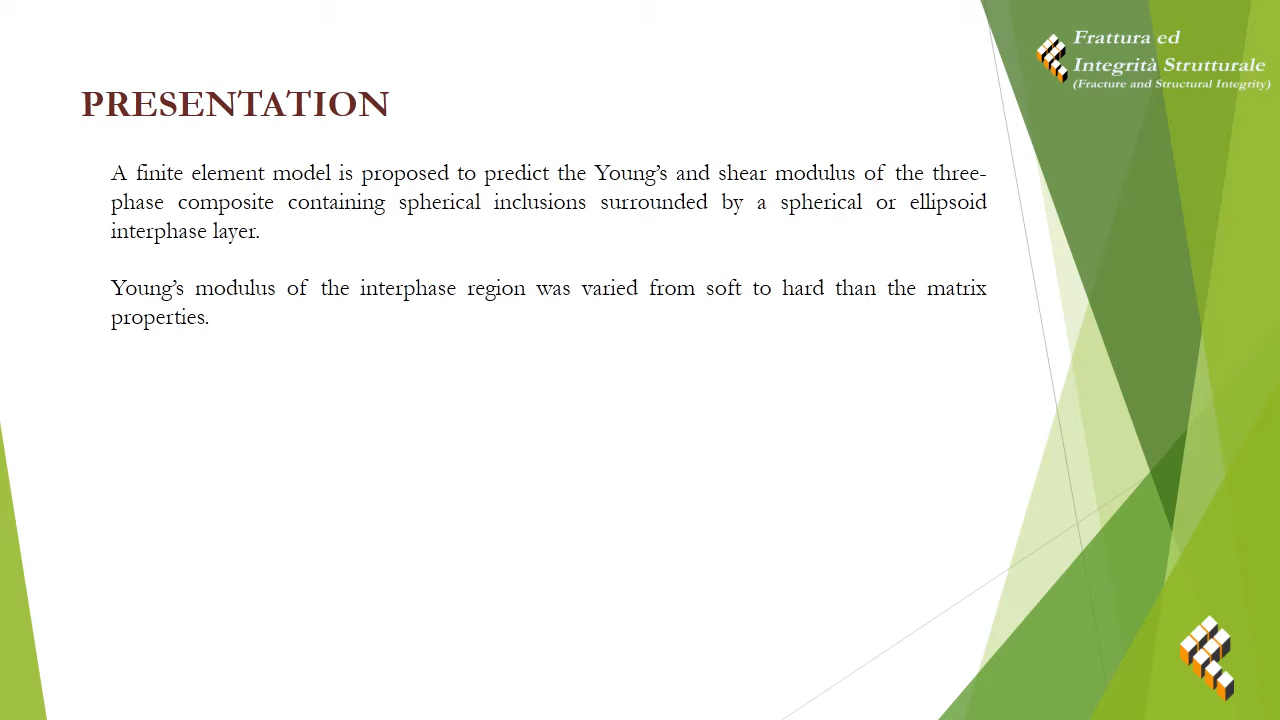 Frattura ed
Integrità Strutturale
(Fracture and Structural Integrity)
PRESENTATION
A finite element model is proposed to predict the Young’s and shear modulus of the three-
phase composite containing spherical inclusions surrounded by a spherical or ellipsoid
interphase layer.
Young’s modulus of the interphase region was varied from soft to hard than the matrix
properties.